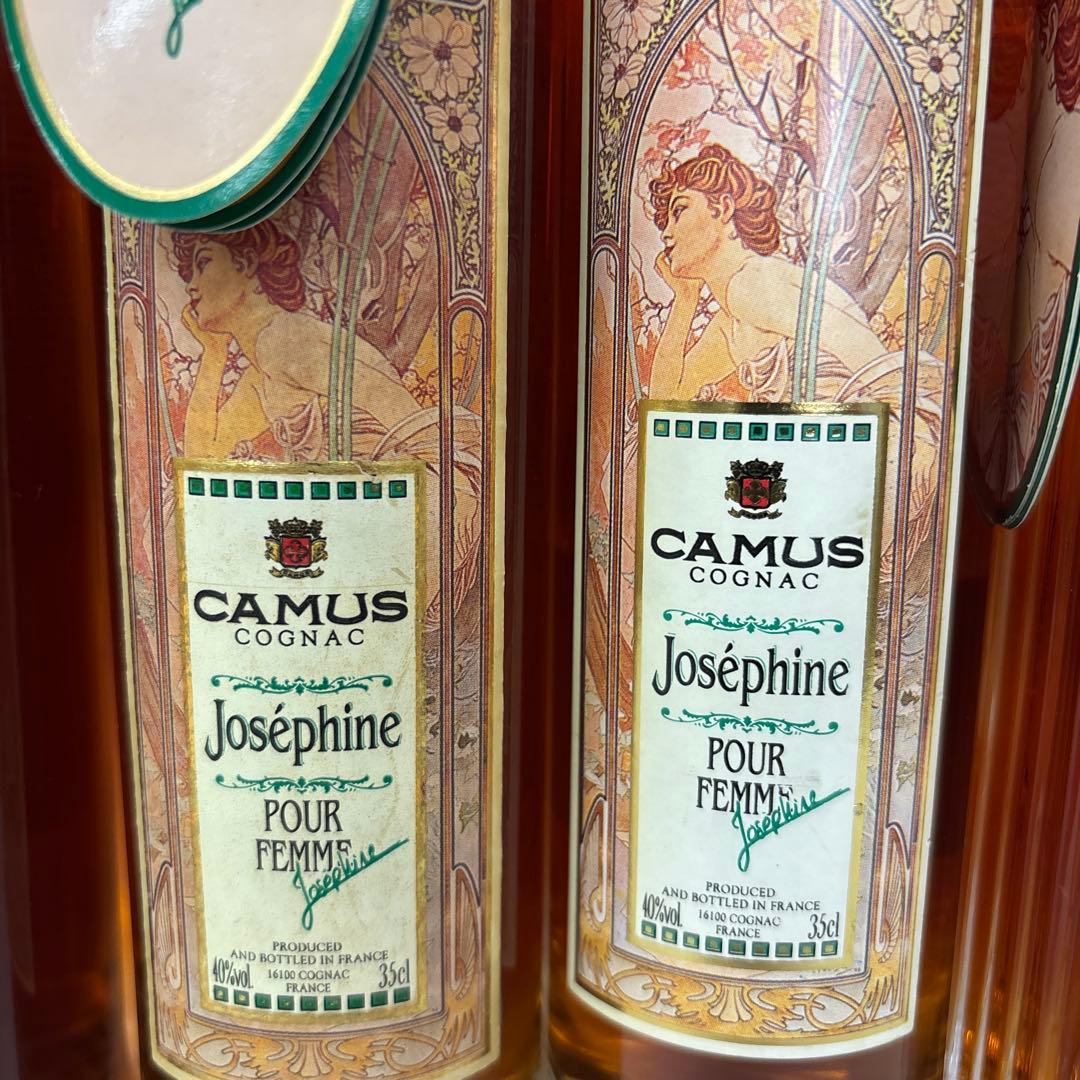 CAMUS
COGNAC
Joséphine
POUR
FEMME
Joséphine
PRODUCED
AND BOTTLED IN FRANCE
40%vol.
16100 COGNAC
35cl
FRANCE
CAMUS
COGNAC
Joséphine
POUR
FEMME
Joséphine
PRODUCED
AND BOTTLED IN FRANCE
40%vol.
16100 COGNAC
35cl
FRANCE